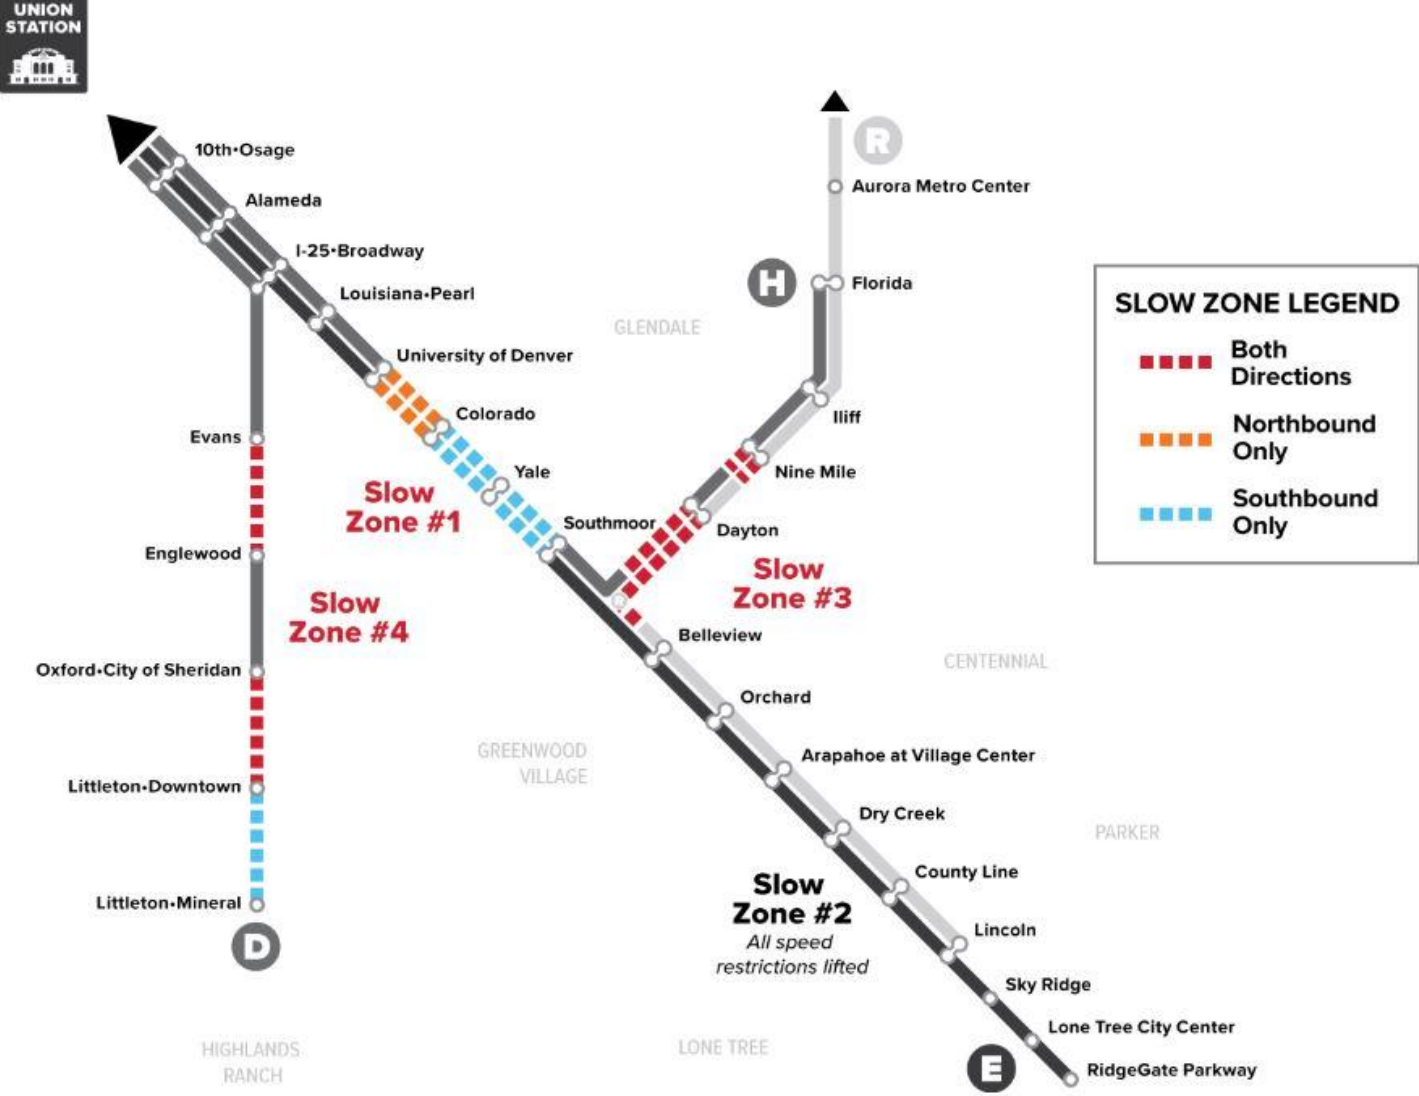 UNION
STATION
10th•Osage
Alameda
I-25•Broadway
Louisiana•Pearl
University of Denver
Colorado
Yale
Southmoor
R
Aurora Metro Center
H
Florida
Iliff
Nine Mile
Dayton
GLENDALE
SLOW ZONE LEGEND
Both
Directions
Northbound
Only
Southbound
Only
Evans
Slow
Zone #1
Englewood
Slow
Zone #4
Slow
Zone #3
Oxford•City of Sheridan
Belleview
CENTENNIAL
Orchard
GREENWOOD
VILLAGE
Arapahoe at Village Center
Littleton•Downtown
Dry Creek
PARKER
County Line
Slow
Zone #2
All speed
restrictions lifted
Littleton•Mineral
D
Lincoln
Sky Ridge
Lone Tree City Center
HIGHLANDS
RANCH
LONE TREE
E
RidgeGate Parkway